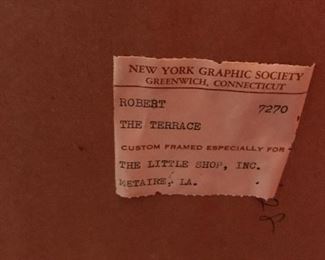 NEW YORK GRAPHIC SOCIETY
GREENWICH, CONNECTICUT
ROBERT 7270
THE TERRACE
CUSTOM FRAMED ESPECIALLY FOR -
THE LITTLE SHOP, INC.
METAIRE, LA.